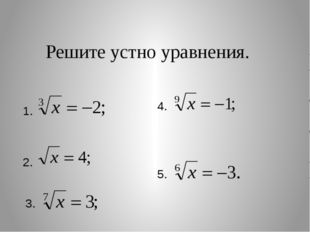 Решите устно уравнения.
1. ∛x = −2;
2. √x = 4;
3. ⁷√x = 3;
4. ⁹√x = −1;
5. ⁶√x = −3.